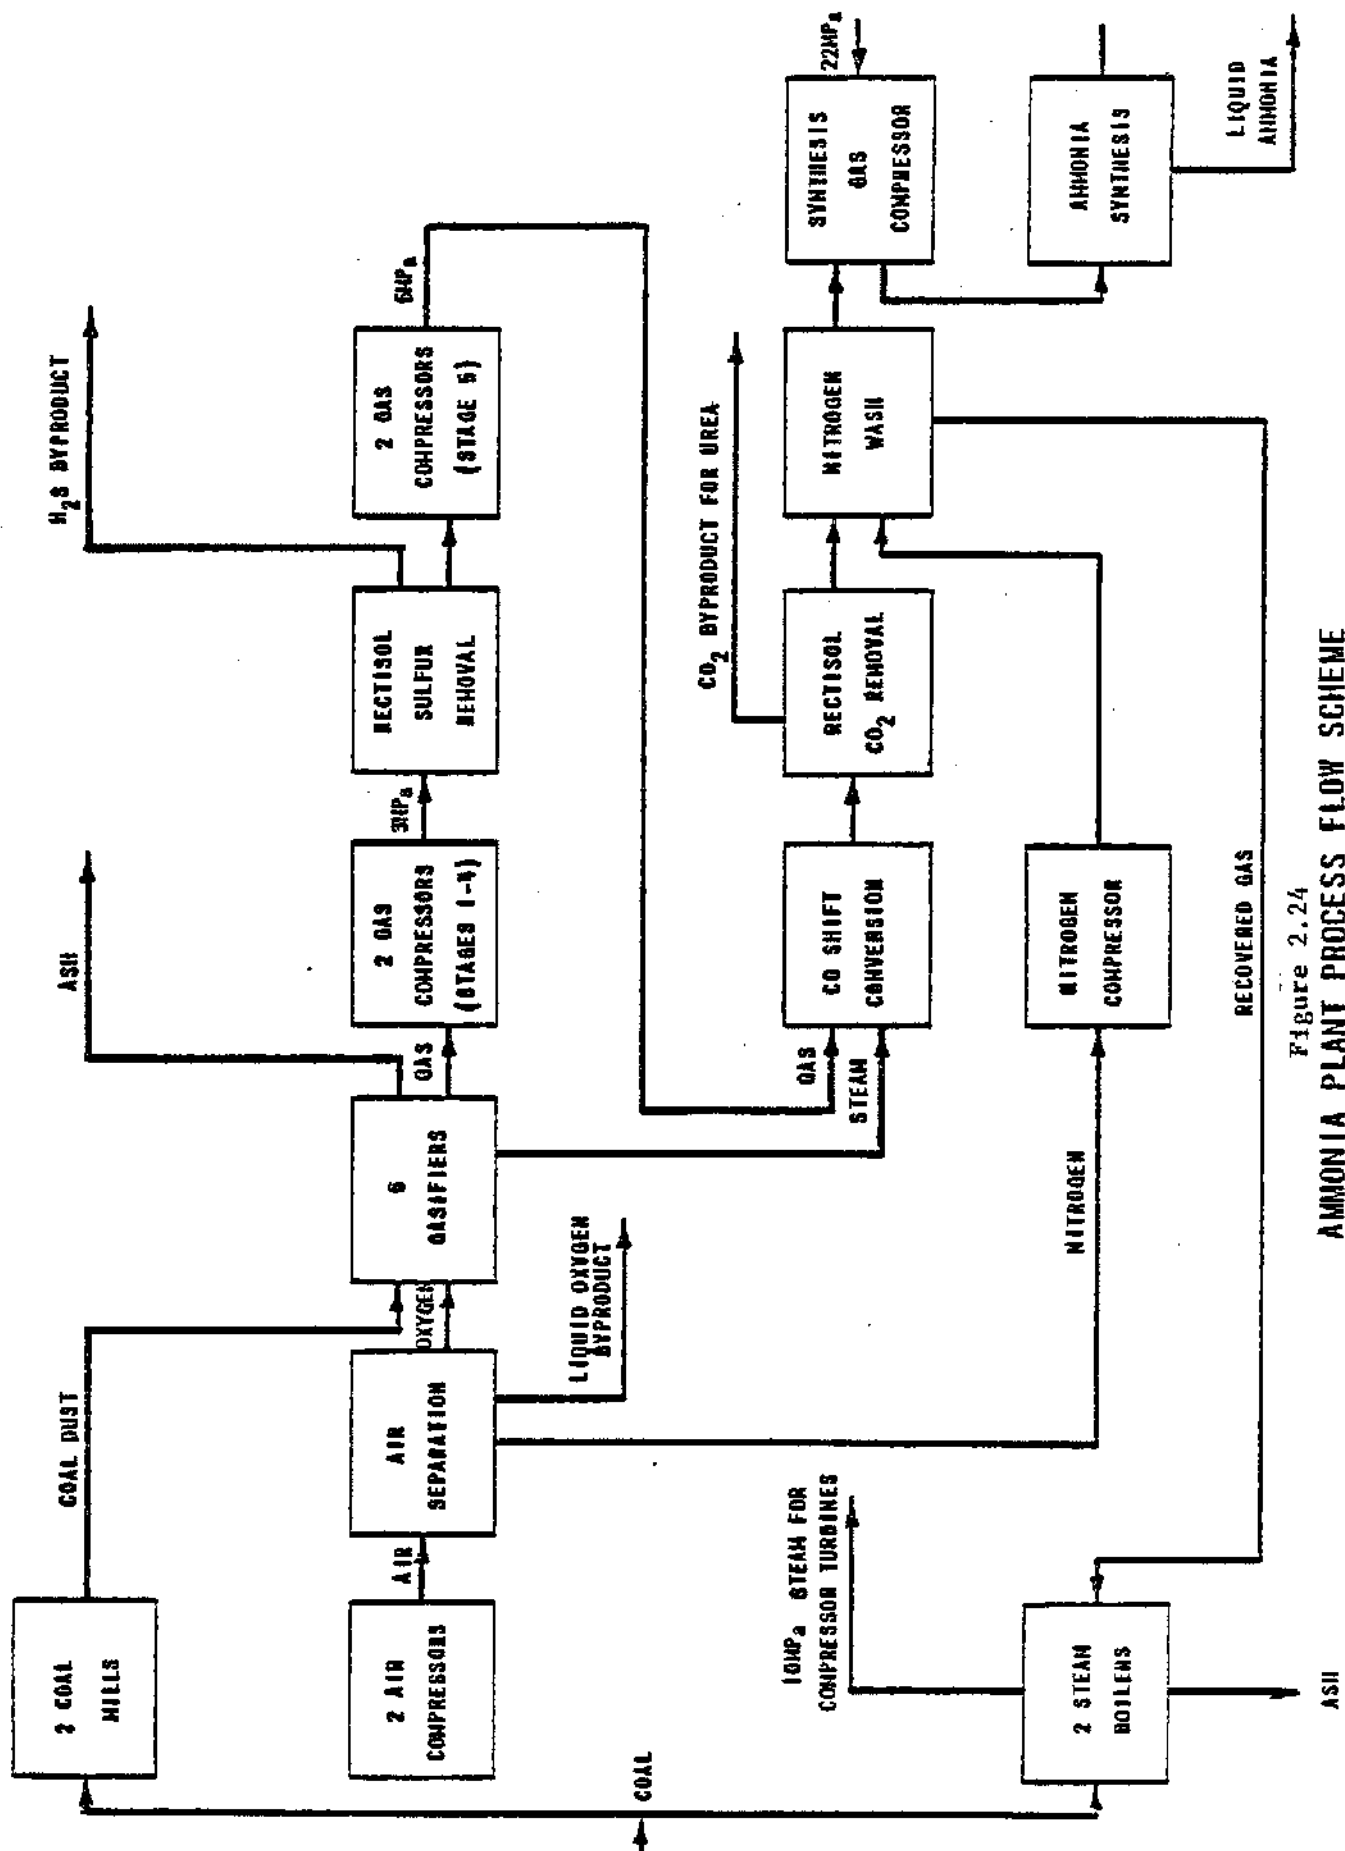 2 COAL
MILLS
COAL DUST
ASH
H2S BYPRODUCT
2 AIR
COMPRESSORS
AIR
AIR
SEPARATION
OXYGEN
6
GASIFIERS
GAS
2 GAS
COMPRESSORS
(STAGES 1-4)
3MPa
RECTISOL
SULFUR
REMOVAL
2 GAS
COMPRESSORS
(STAGE 5)
6MPa
LIQUID OXYGEN
BYPRODUCT
COAL
10MPa STEAM FOR
COMPRESSOR TURBINES
GAS
STEAM
CO SHIFT
CONVERSION
RECTISOL
CO2 REMOVAL
CO2 BYPRODUCT FOR UREA
NITROGEN
WASH
SYNTHESIS
GAS
COMPRESSOR
22MPa
2 STEAM
BOILERS
NITROGEN
NITROGEN
COMPRESSOR
AMMONIA
SYNTHESIS
LIQUID
AMMONIA
RECOVERED GAS
ASH
Figure 2.24
AMMONIA PLANT PROCESS FLOW SCHEME